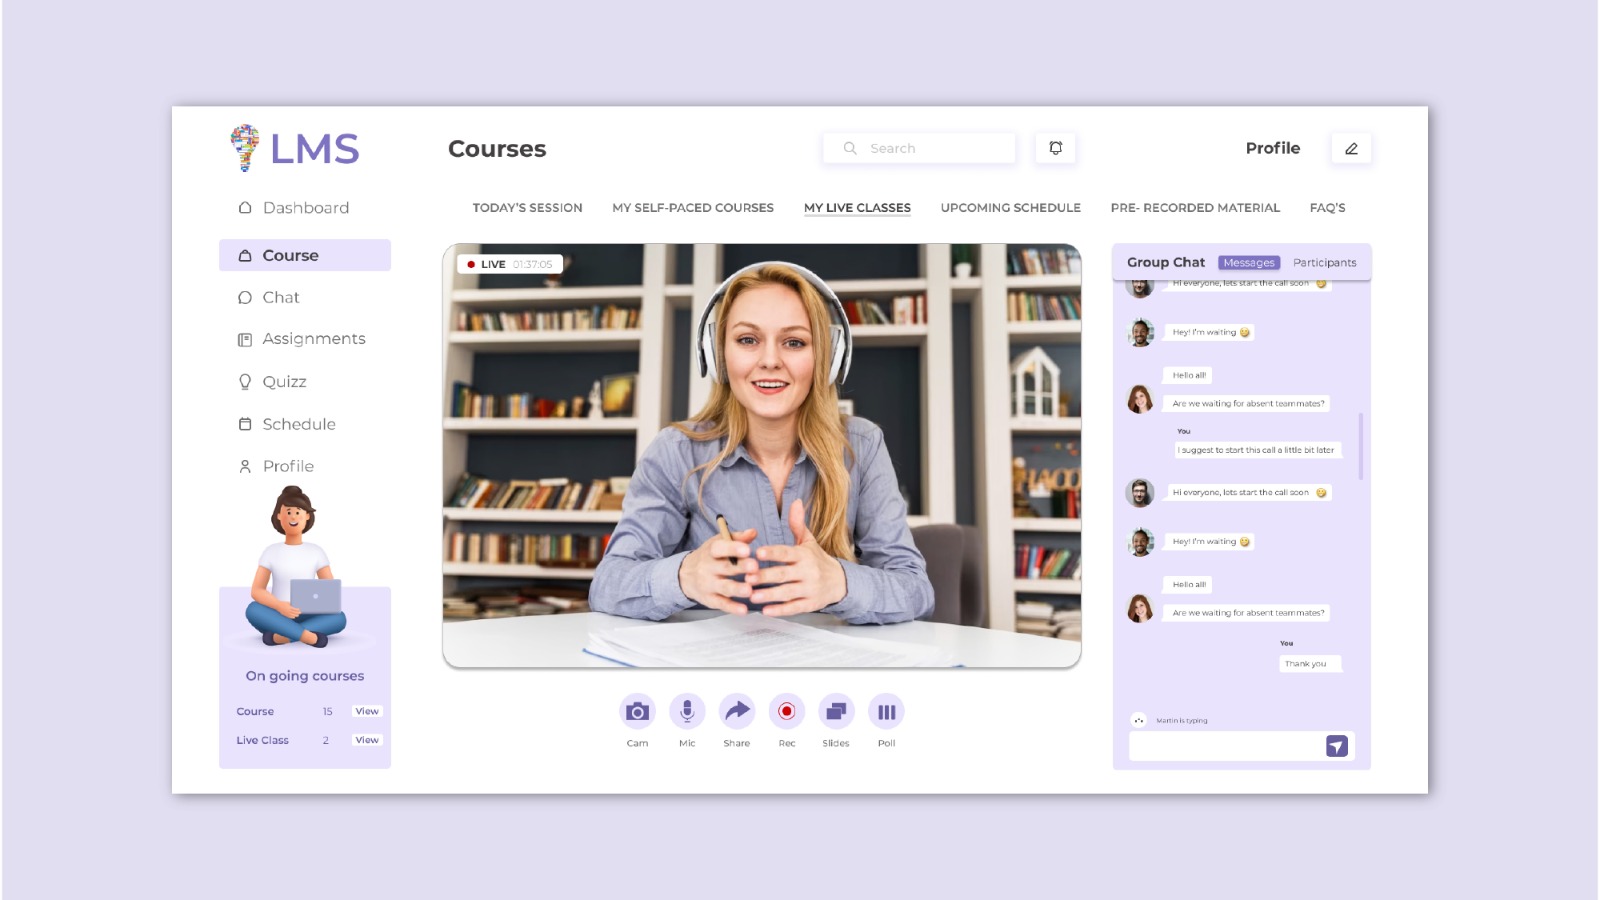 LMS
Courses
Search
Profile
Dashboard
Course
Chat
Assignments
Quizz
Schedule
Profile
On going courses
Course 15 View
Live Class 2 View
TODAY'S SESSION MY SELF-PACED COURSES MY LIVE CLASSES UPCOMING SCHEDULE PRE- RECORDED MATERIAL FAQ'S
LIVE 01:37:05
Cam Mic Share Rec Slides Poll
Group Chat Messages Participants
Hi everyone, lets start the call soon
Hey! I'm waiting
Hello all!
Are we waiting for absent teammates?
You
I suggest to start this call a little bit later
Hi everyone, lets start the call soon
Hey! I'm waiting
Hello all!
Are we waiting for absent teammates?
You
Thank you
Martin is typing